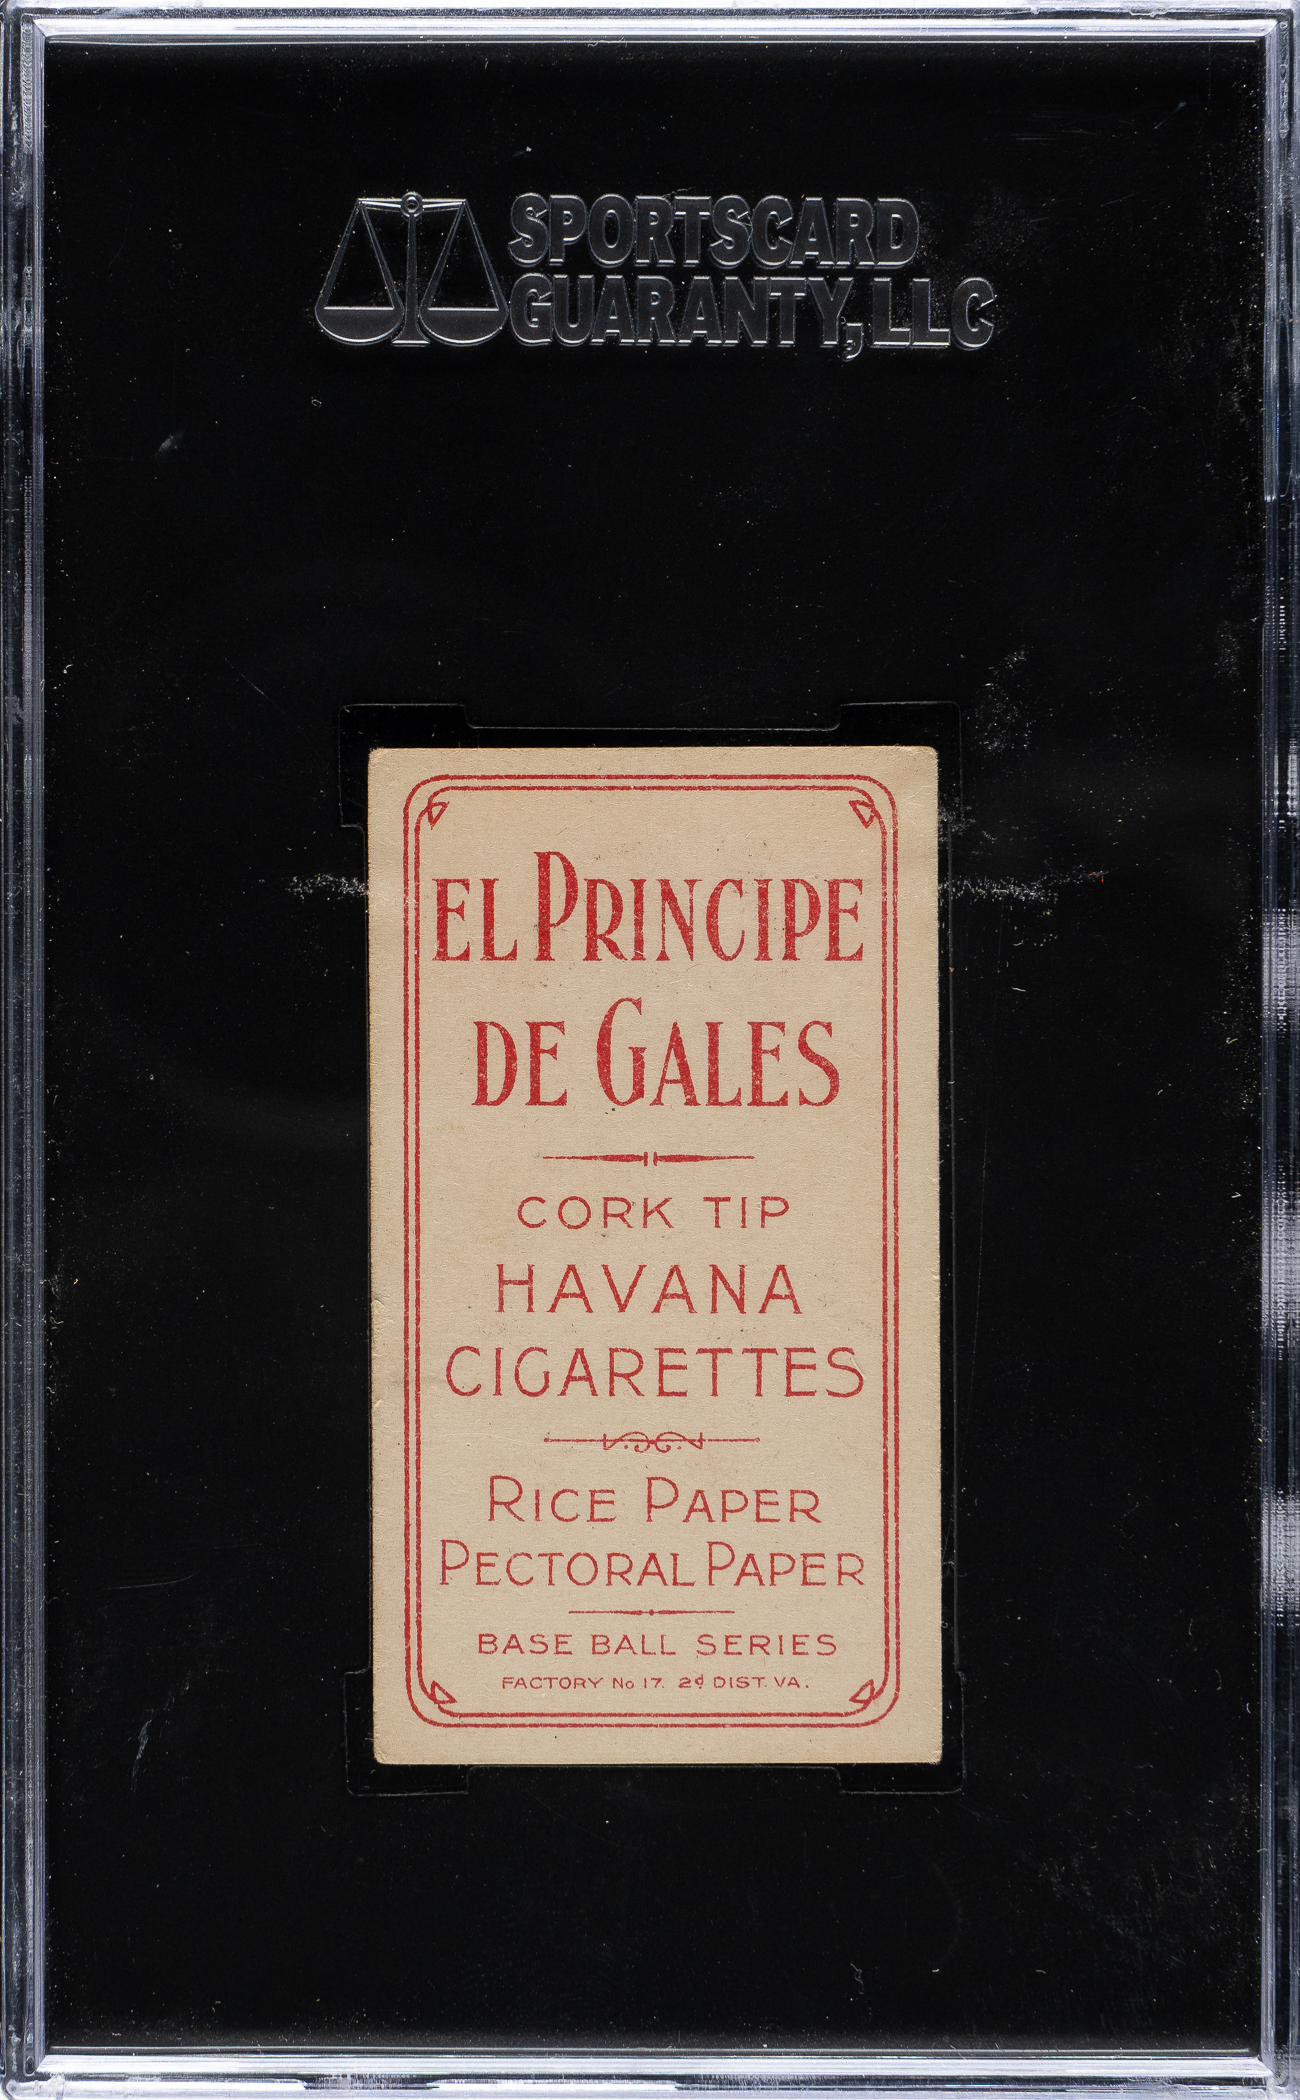 SPORTSCARD
GUARANTY, LLC
EL PRINCIPE
DE GALES
CORK TIP
HAVANA
CIGARETTES
RICE PAPER
PECTORAL PAPER
BASE BALL SERIES
FACTORY No 17. 2d DIST. VA.